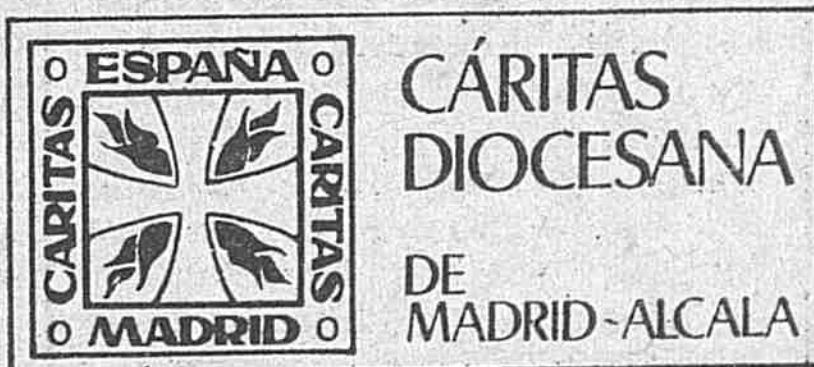 O ESPAÑA O
CARITAS
CARITAS
O MADRID O
CÁRITAS
DIOCESANA
DE
MADRID-ALCALA